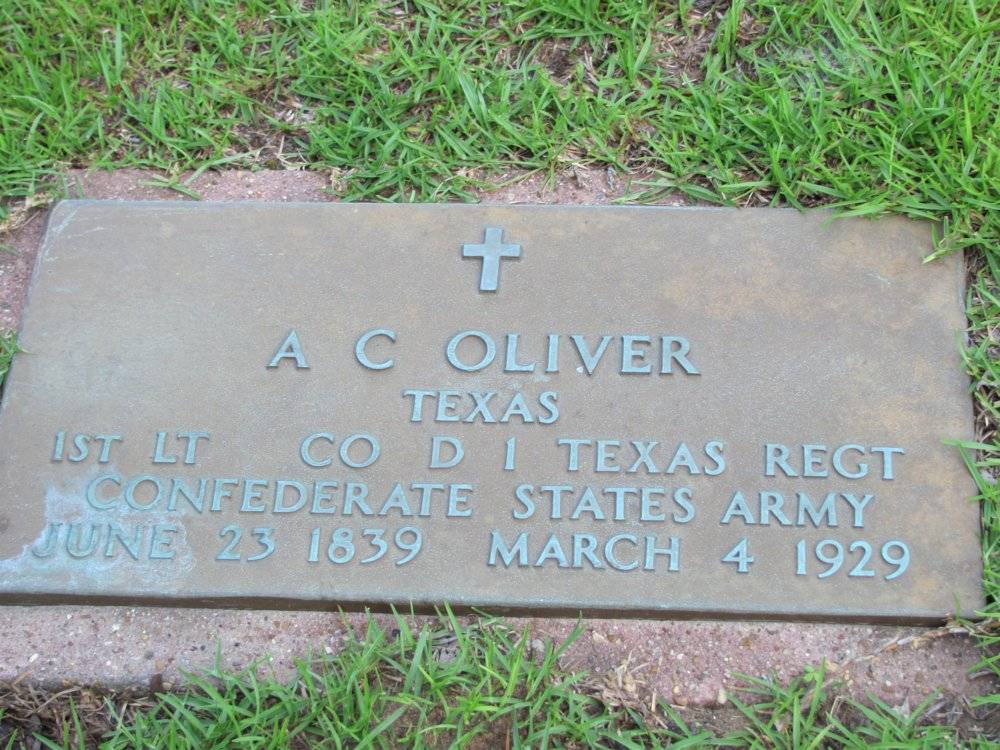 A C OLIVER
TEXAS
1ST LT CO D 1 TEXAS REGT
CONFEDERATE STATES ARMY
JUNE 23 1839 MARCH 4 1929